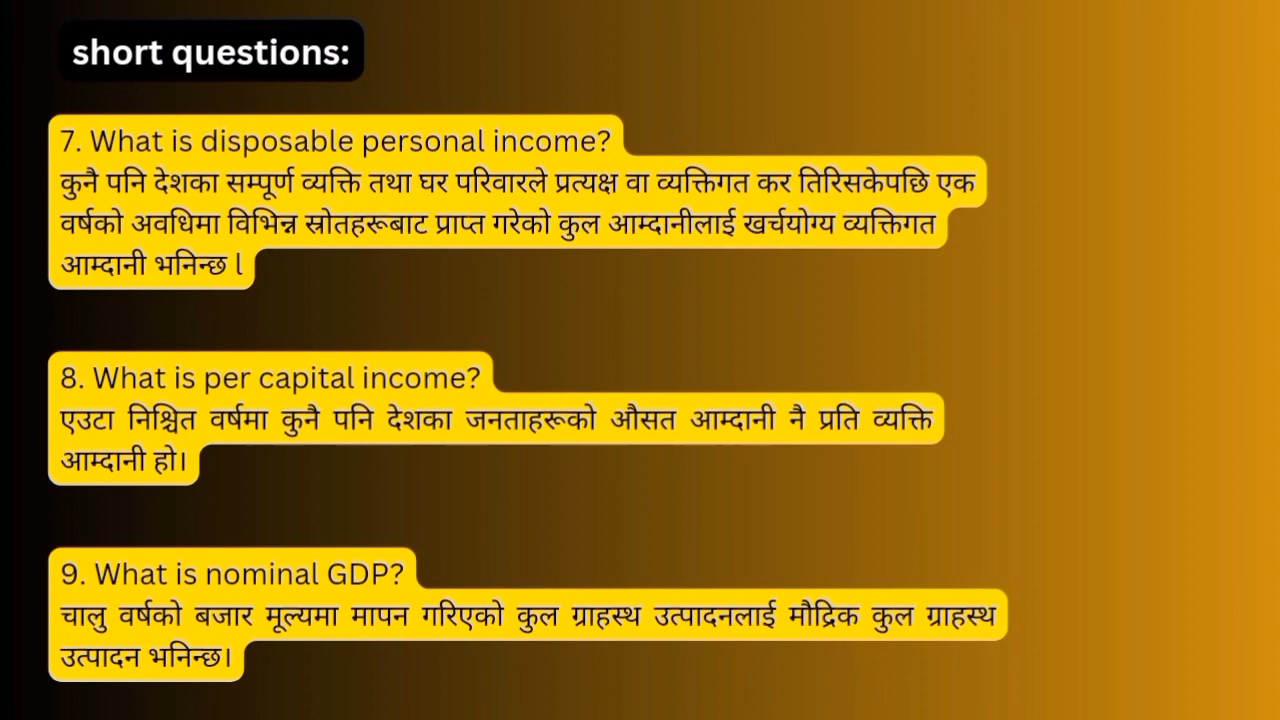 short questions:
7. What is disposable personal income?
कुनै पनि देशका सम्पूर्ण व्यक्ति तथा घर परिवारले प्रत्यक्ष वा व्यक्तिगत कर तिरिसकेपछि एक
वर्षको अवधिमा विभिन्न स्रोतहरूबाट प्राप्त गरेको कुल आम्दानीलाई खर्चयोग्य व्यक्तिगत
आम्दानी भनिन्छ l
8. What is per capital income?
एउटा निश्चित वर्षमा कुनै पनि देशका जनताहरूको औसत आम्दानी नै प्रति व्यक्ति
आम्दानी हो।
9. What is nominal GDP?
चालु वर्षको बजार मूल्यमा मापन गरिएको कुल ग्राहस्थ उत्पादनलाई मौद्रिक कुल ग्राहस्थ
उत्पादन भनिन्छ।